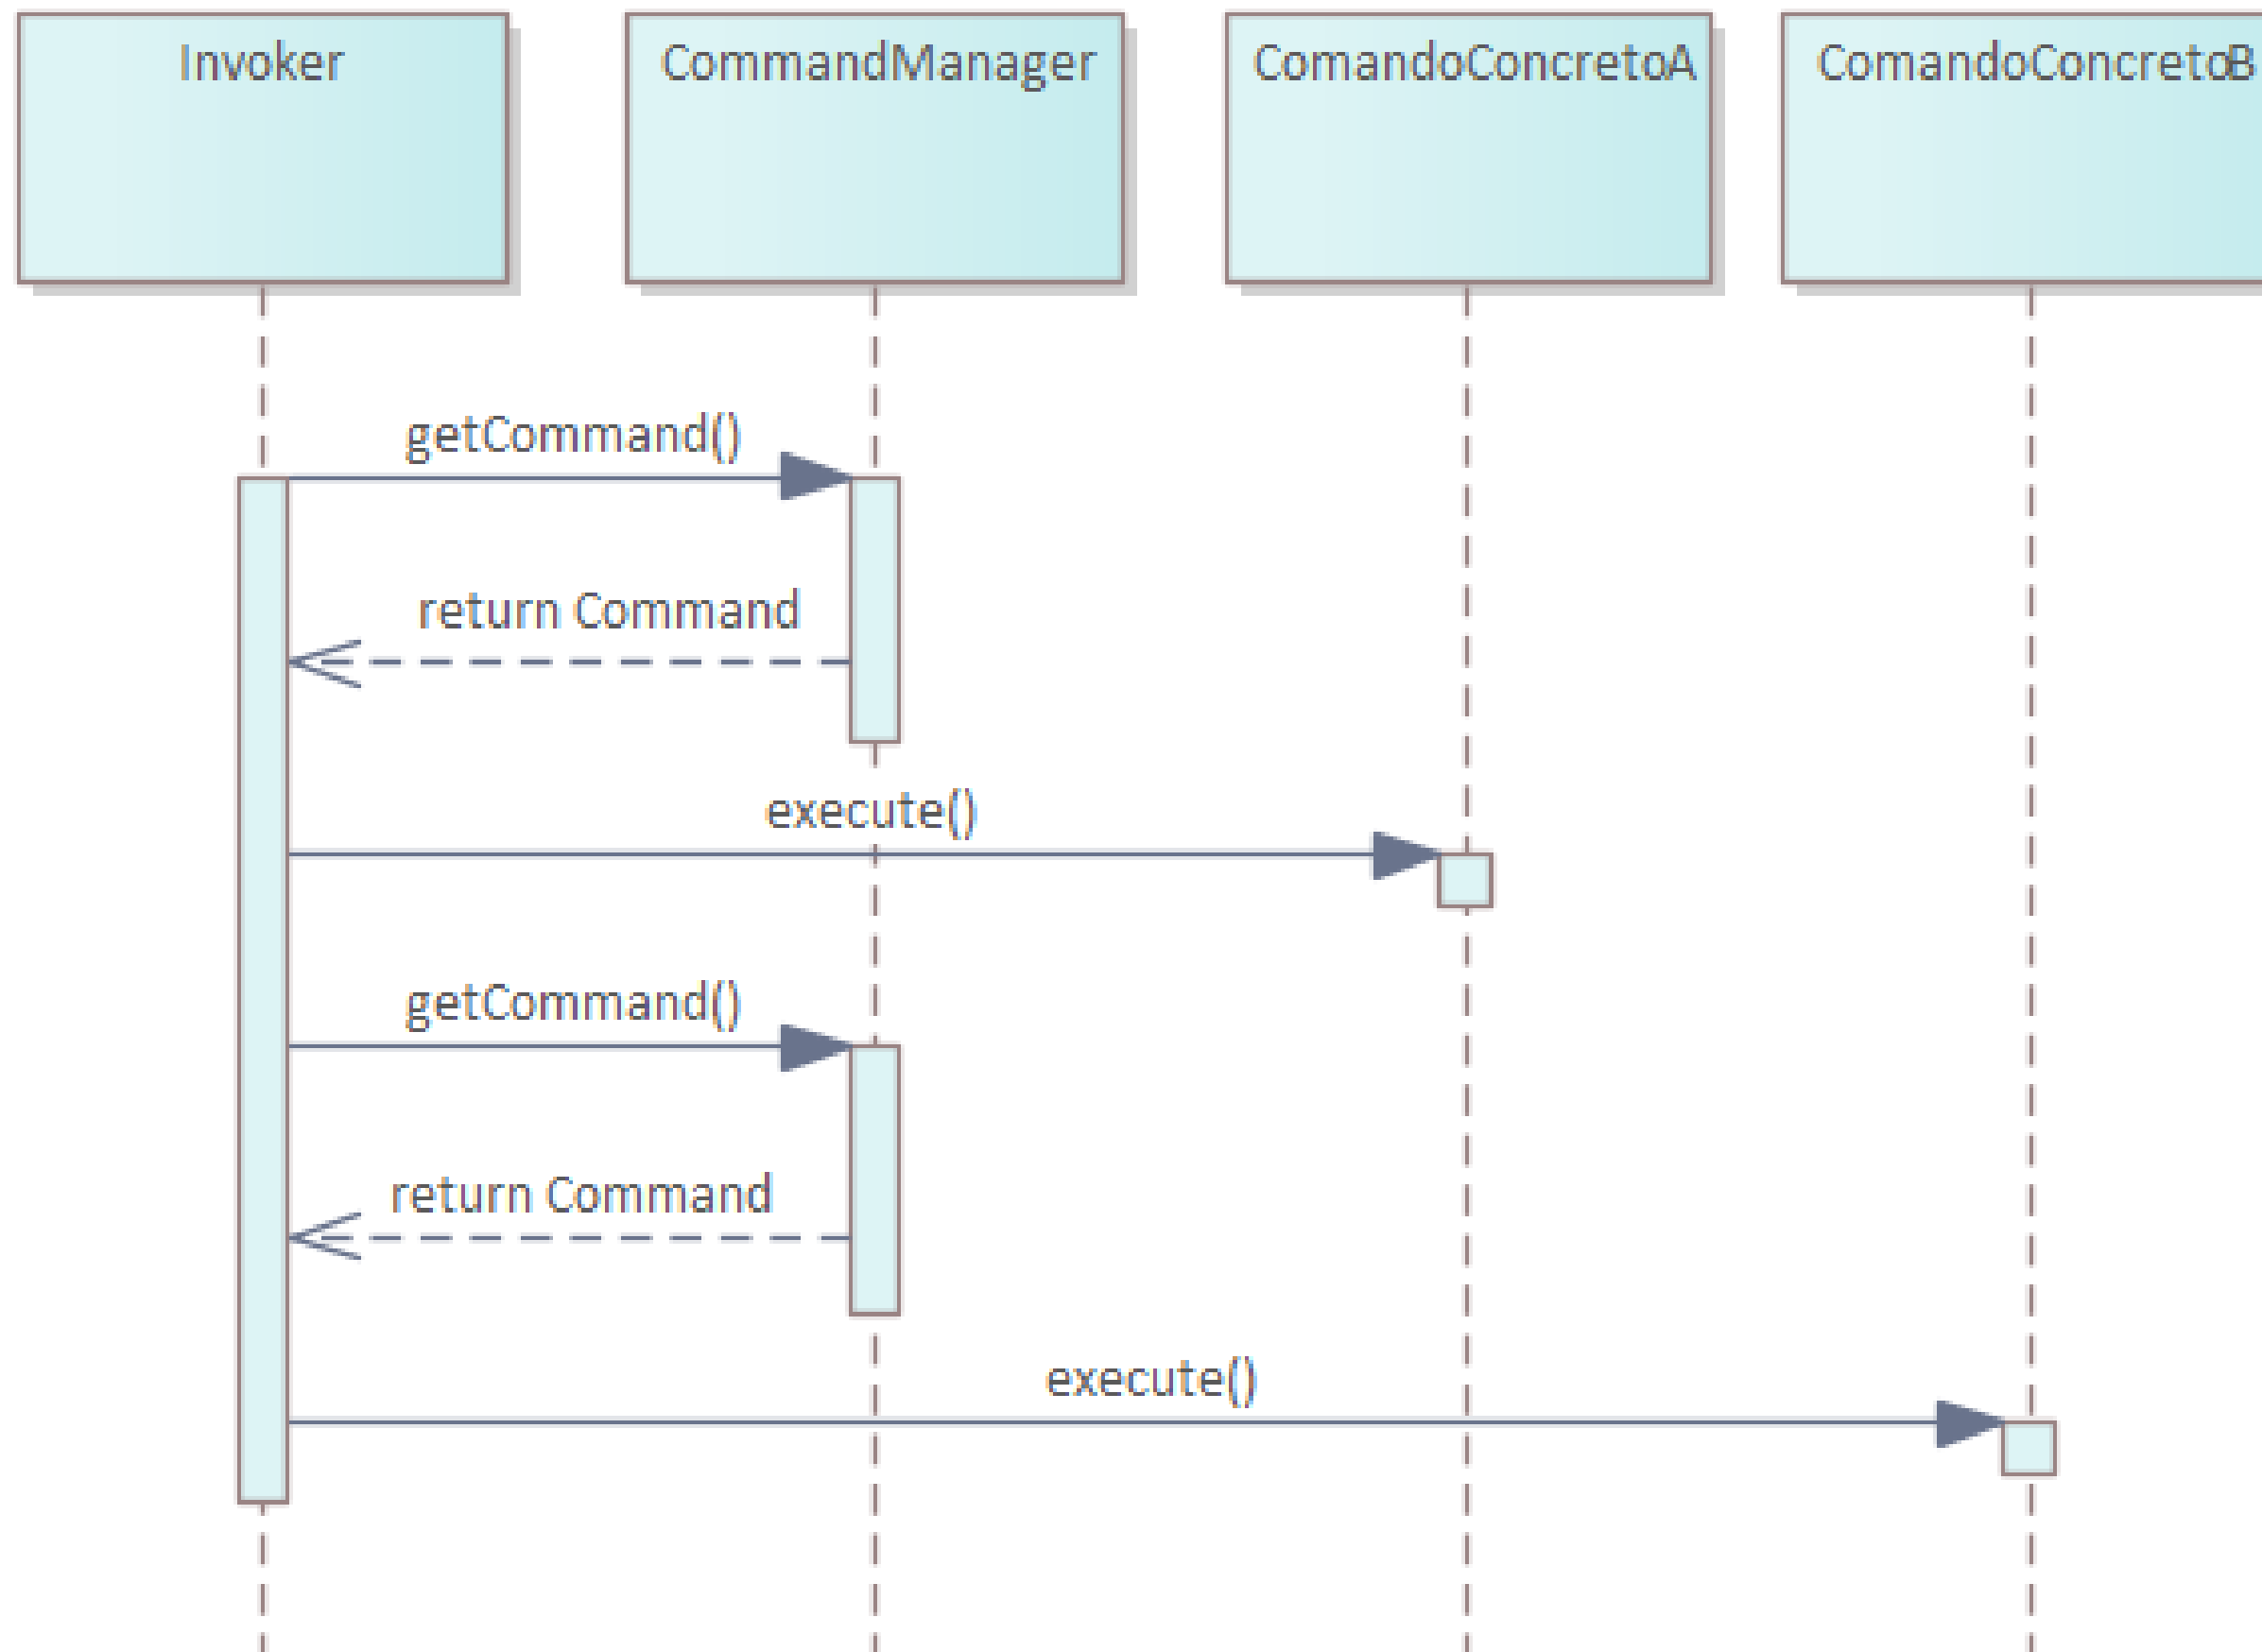 Invoker
CommandManager
ComandoConcretoA
ComandoConcretoB
getCommand()
return Command
execute()
getCommand()
return Command
execute()